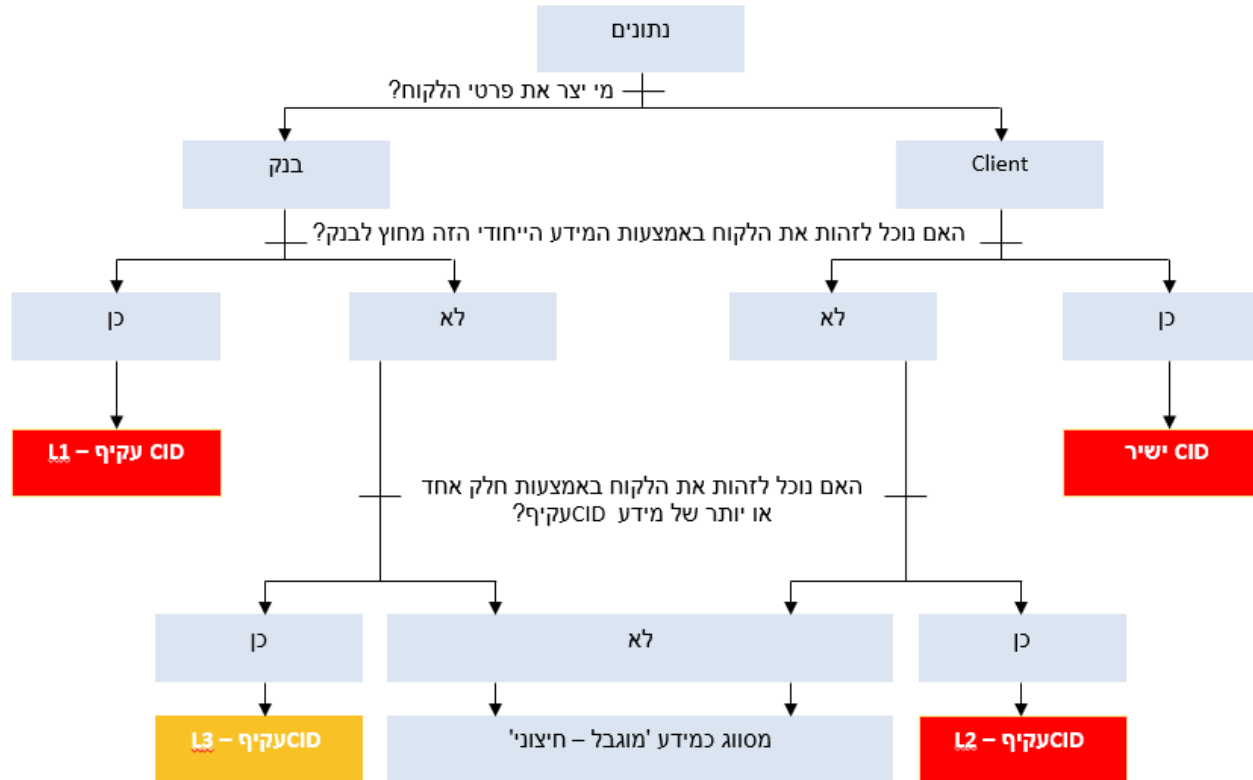 נתונים
מי יצר את פרטי הלקוח?
Client
בנק
האם נוכל לזהות את הלקוח באמצעות המידע הייחודי הזה מחוץ לבנק?
כן
לא
לא
כן
CID ישיר
CID עקיף – L1
האם נוכל לזהות את הלקוח באמצעות חלק אחד
או יותר של מידע CIDעקיף?
כן
לא
כן
CIDעקיף – L2
מסווג כמידע 'מוגבל – חיצוני'
CIDעקיף – L3